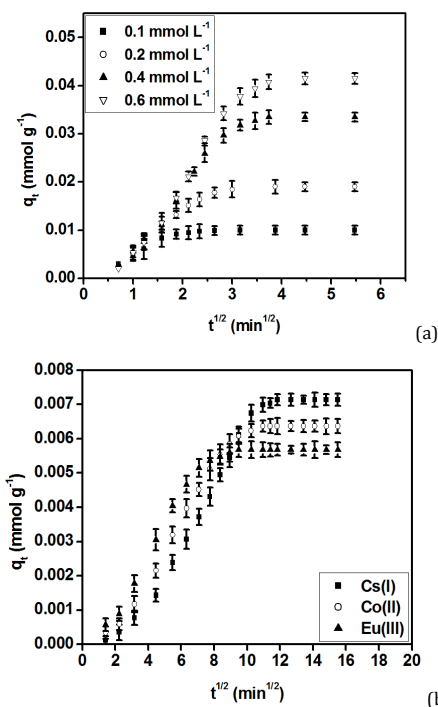 0.1 mmol L⁻¹
0.2 mmol L⁻¹
0.4 mmol L⁻¹
0.6 mmol L⁻¹
qₜ (mmol g⁻¹)
0.05
0.04
0.03
0.02
0.01
0.00
0 1 2 3 4 5 6
t¹/² (min¹/²)
(a)
qₜ (mmol g⁻¹)
0.008
0.007
0.006
0.005
0.004
0.003
0.002
0.001
0.000
Cs(I)
Co(II)
Eu(III)
0 2 4 6 8 10 12 14 16 18 20
t¹/² (min¹/²)
(b